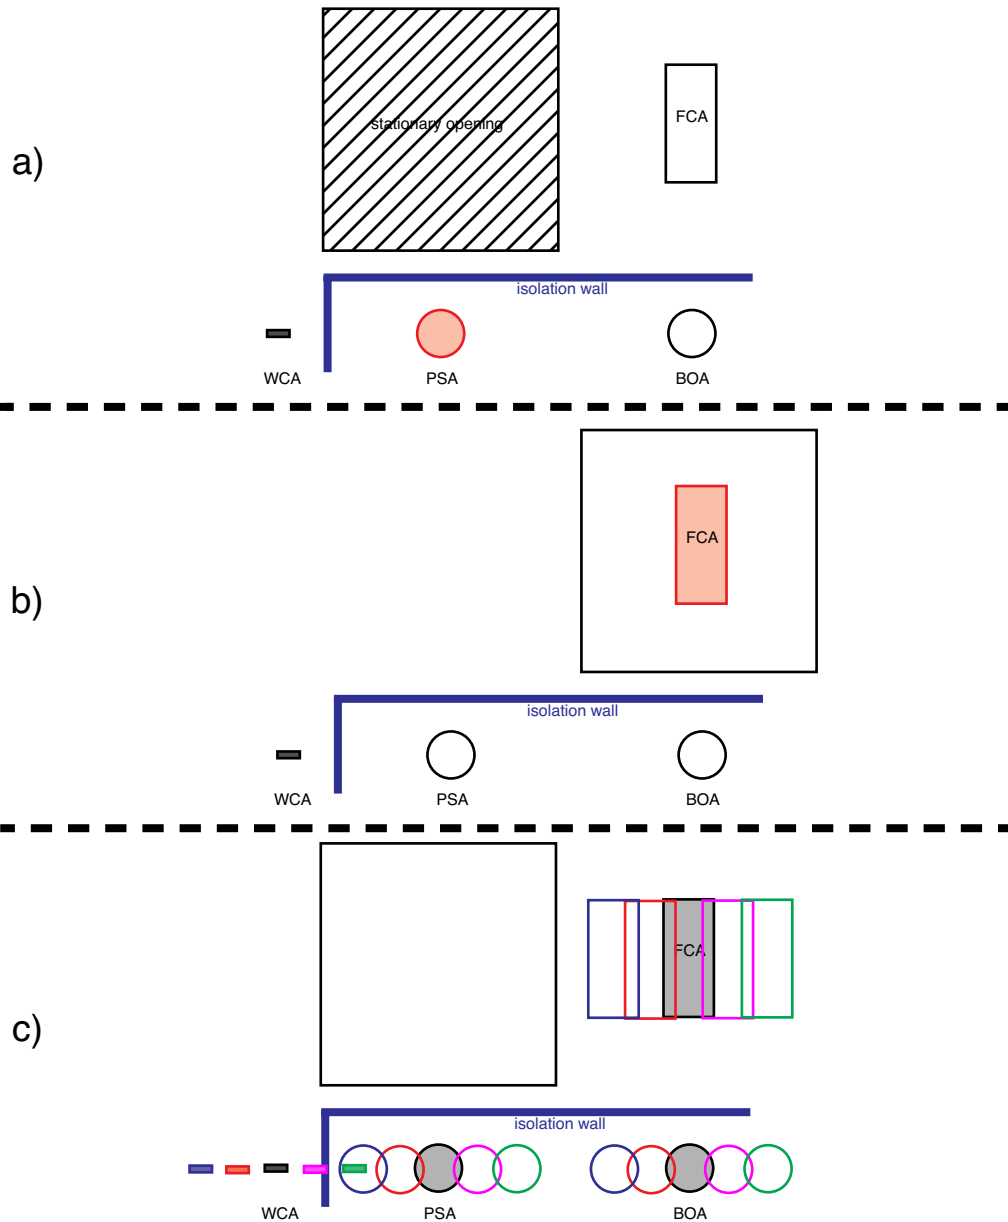 a)
stationary opening
FCA
isolation wall
WCA
PSA
BOA
b)
FCA
isolation wall
WCA
PSA
BOA
c)
FCA
isolation wall
WCA
PSA
BOA